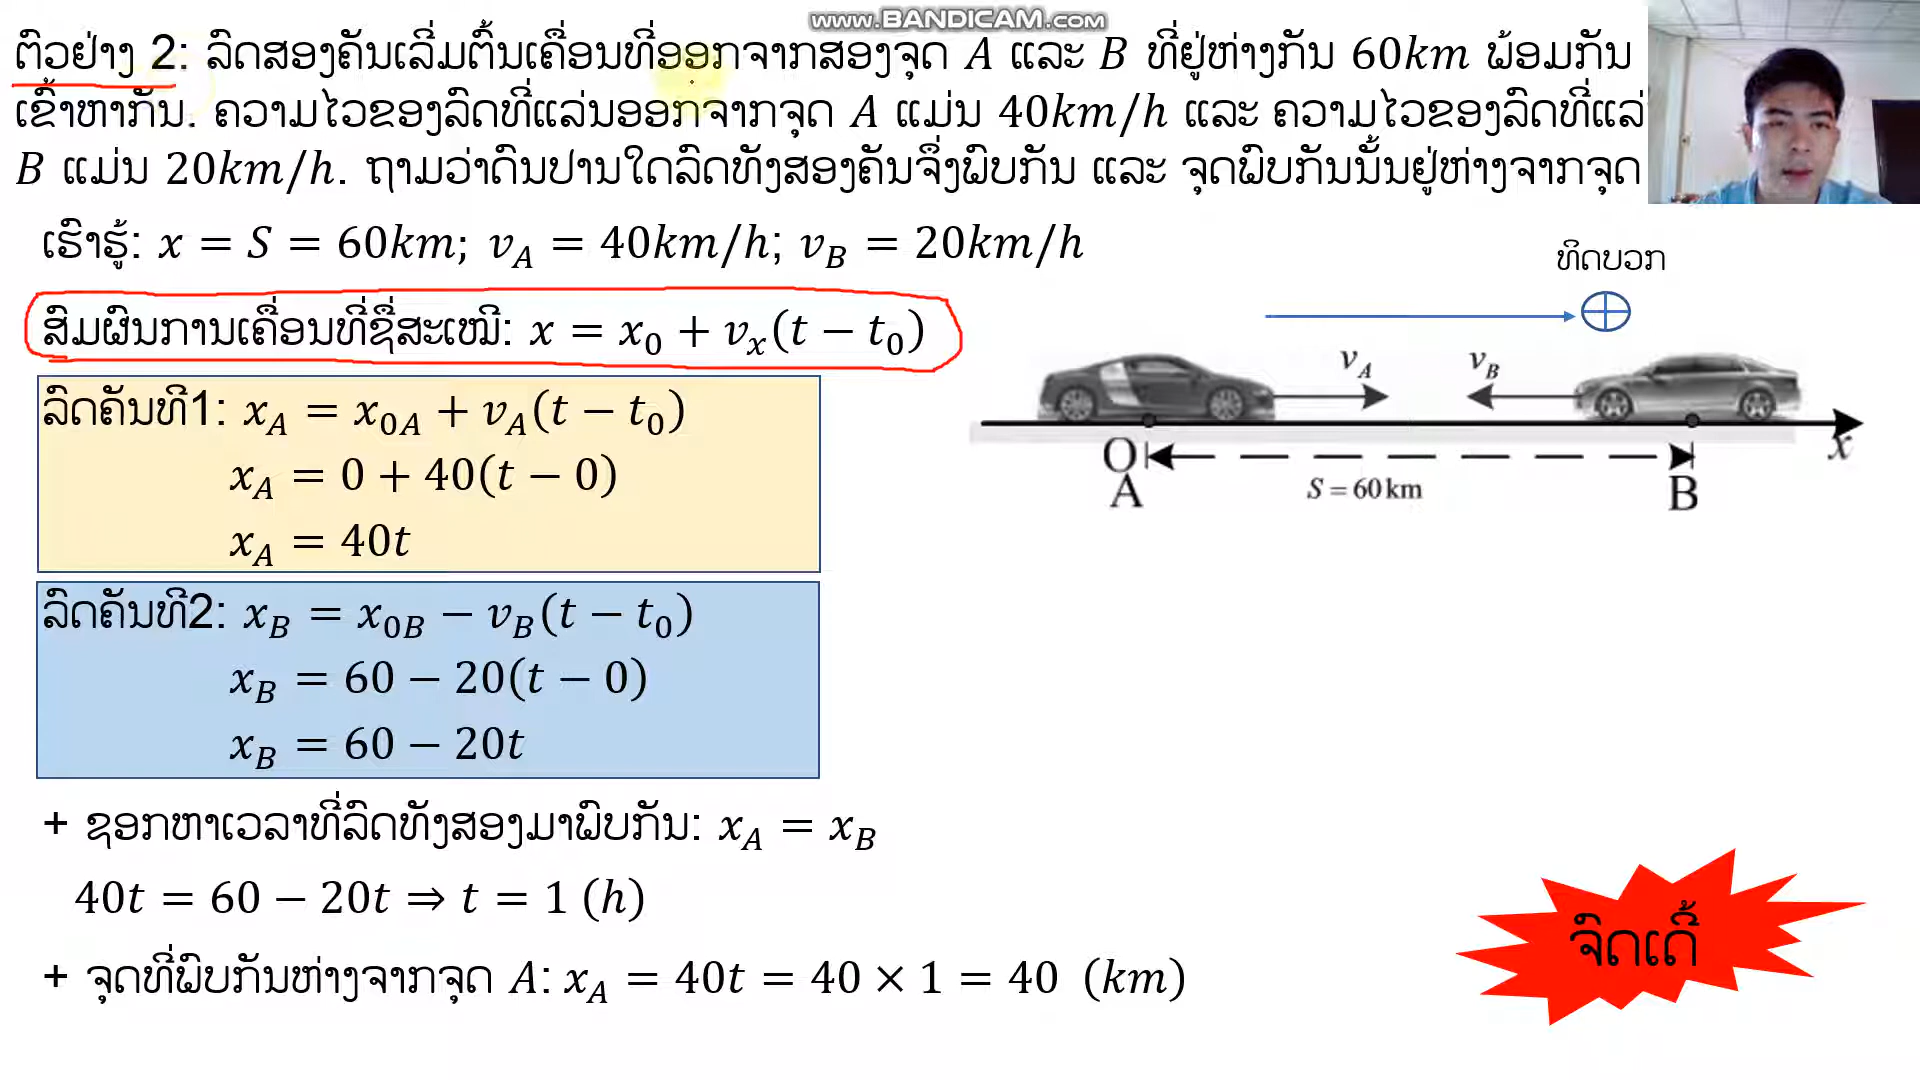 www.BANDICAM.com
ຕົວຢ່າງ 2: ລົດສອງຄັນເລີ່ມຕົ້ນເຄື່ອນທີ່ອອກຈາກສອງຈຸດ A ແລະ B ທີ່ຢູ່ຫ່າງກັນ 60km ພ້ອມກັນ
ເຂົ້າຫາກັນ. ຄວາມໄວຂອງລົດທີ່ແລ່ນອອກຈາກຈຸດ A ແມ່ນ 40km/h ແລະ ຄວາມໄວຂອງລົດທີ່
B ແມ່ນ 20km/h. ຖາມວ່າດົນປານໃດລົດທັງສອງຄັນຈຶ່ງພົບກັນ ແລະ ຈຸດພົບກັນນັ້ນຢູ່ຫ່າງຈາກຈຸດ
ເຮົາຮູ້: x = S = 60km; v_A = 40km/h; v_B = 20km/h
ທິດບວກ
ສົມຜົນການເຄື່ອນທີ່ຊື່ສະເໝີ: x = x_0 + v_x(t − t_0)
v_A v_B
ລົດຄັນທີ1: x_A = x_{0A} + v_A(t − t_0)
x_A = 0 + 40(t − 0)
x_A = 40t
O x
A S = 60 km B
ລົດຄັນທີ2: x_B = x_{0B} − v_B(t − t_0)
x_B = 60 − 20(t − 0)
x_B = 60 − 20t
+ ຊອກຫາເວລາທີ່ລົດທັງສອງມາພົບກັນ: x_A = x_B
40t = 60 − 20t ⇒ t = 1 (h)
+ ຈຸດທີ່ພົບກັນຫ່າງຈາກຈຸດ A: x_A = 40t = 40 × 1 = 40 (km)
ຈົດເດີ້